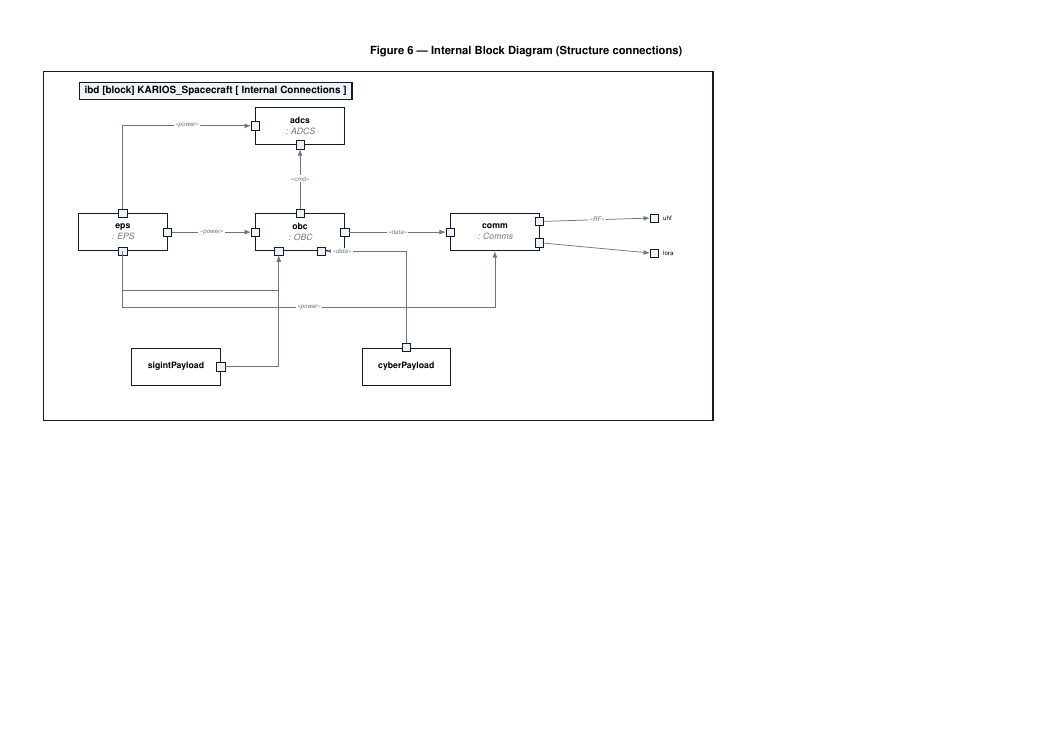 Figure 6 — Internal Block Diagram (Structure connections)
ibd [block] KARIOS_Spacecraft [ Internal Connections ]
adcs
: ADCS
«power»
«cmd»
eps
: EPS
«power»
obc
: OBC
«data»
comm
: Comms
«RF»
uhf
lora
«data»
«power»
sigintPayload
cyberPayload